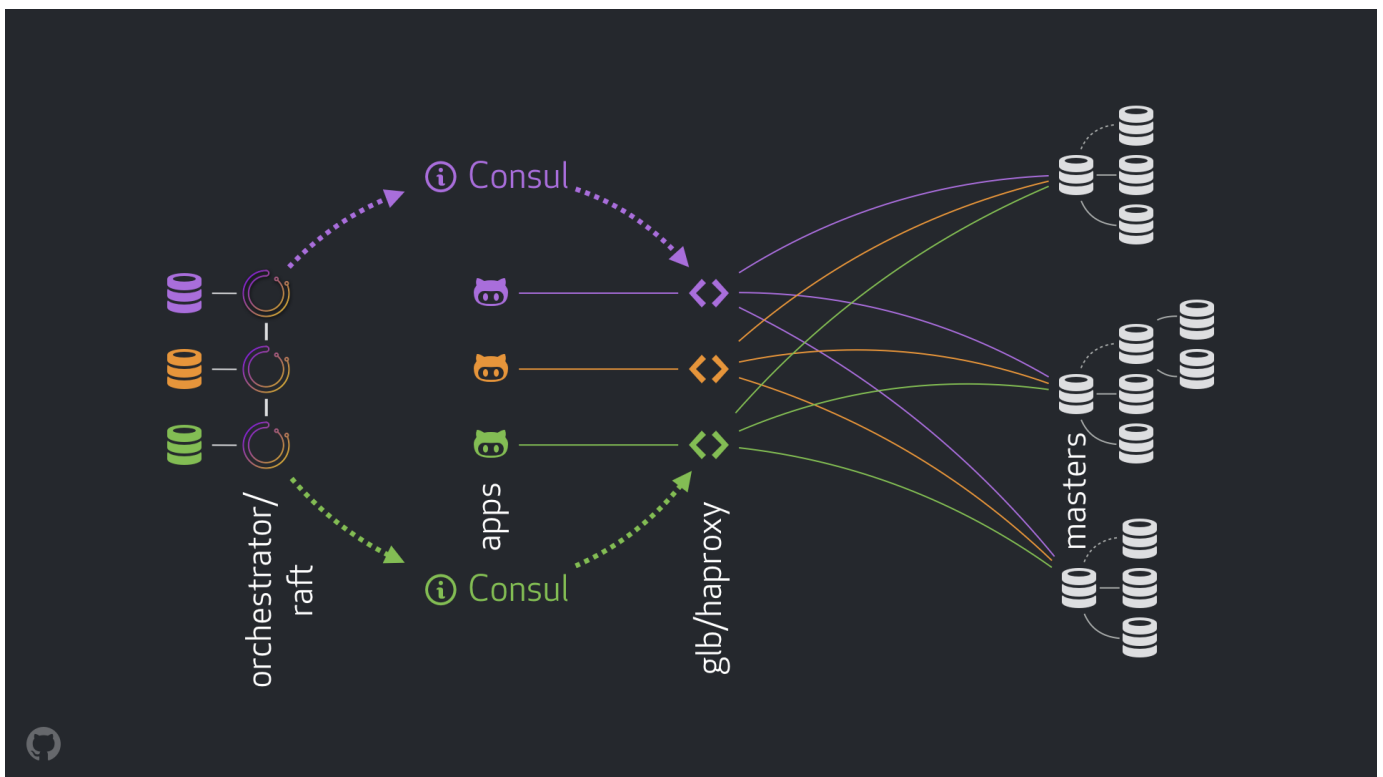 Consul
orchestrator/
raft
apps
Consul
glb/haproxy
masters